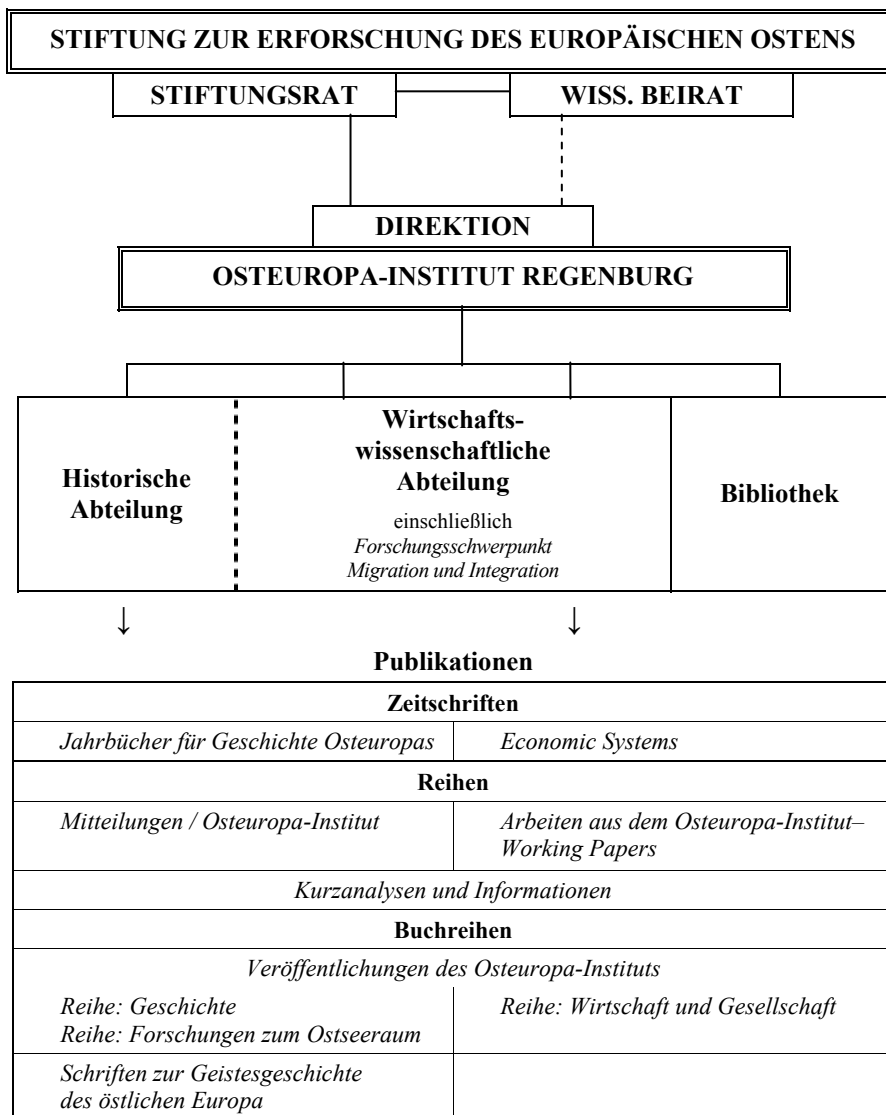 STIFTUNG ZUR ERFORSCHUNG DES EUROPÄISCHEN OSTENS
STIFTUNGSRAT
WISS. BEIRAT
DIREKTION
OSTEUROPA-INSTITUT REGENBURG
Historische
Abteilung
Wirtschafts-
wissenschaftliche
Abteilung
einschließlich
Forschungsschwerpunkt
Migration und Integration
Bibliothek
↓ ↓
Publikationen
Zeitschriften
Jahrbücher für Geschichte Osteuropas
Economic Systems
Reihen
Mitteilungen / Osteuropa-Institut
Arbeiten aus dem Osteuropa-Institut–
Working Papers
Kurzanalysen und Informationen
Buchreihen
Veröffentlichungen des Osteuropa-Instituts
Reihe: Geschichte
Reihe: Forschungen zum Ostseeraum
Reihe: Wirtschaft und Gesellschaft
Schriften zur Geistesgeschichte
des östlichen Europa